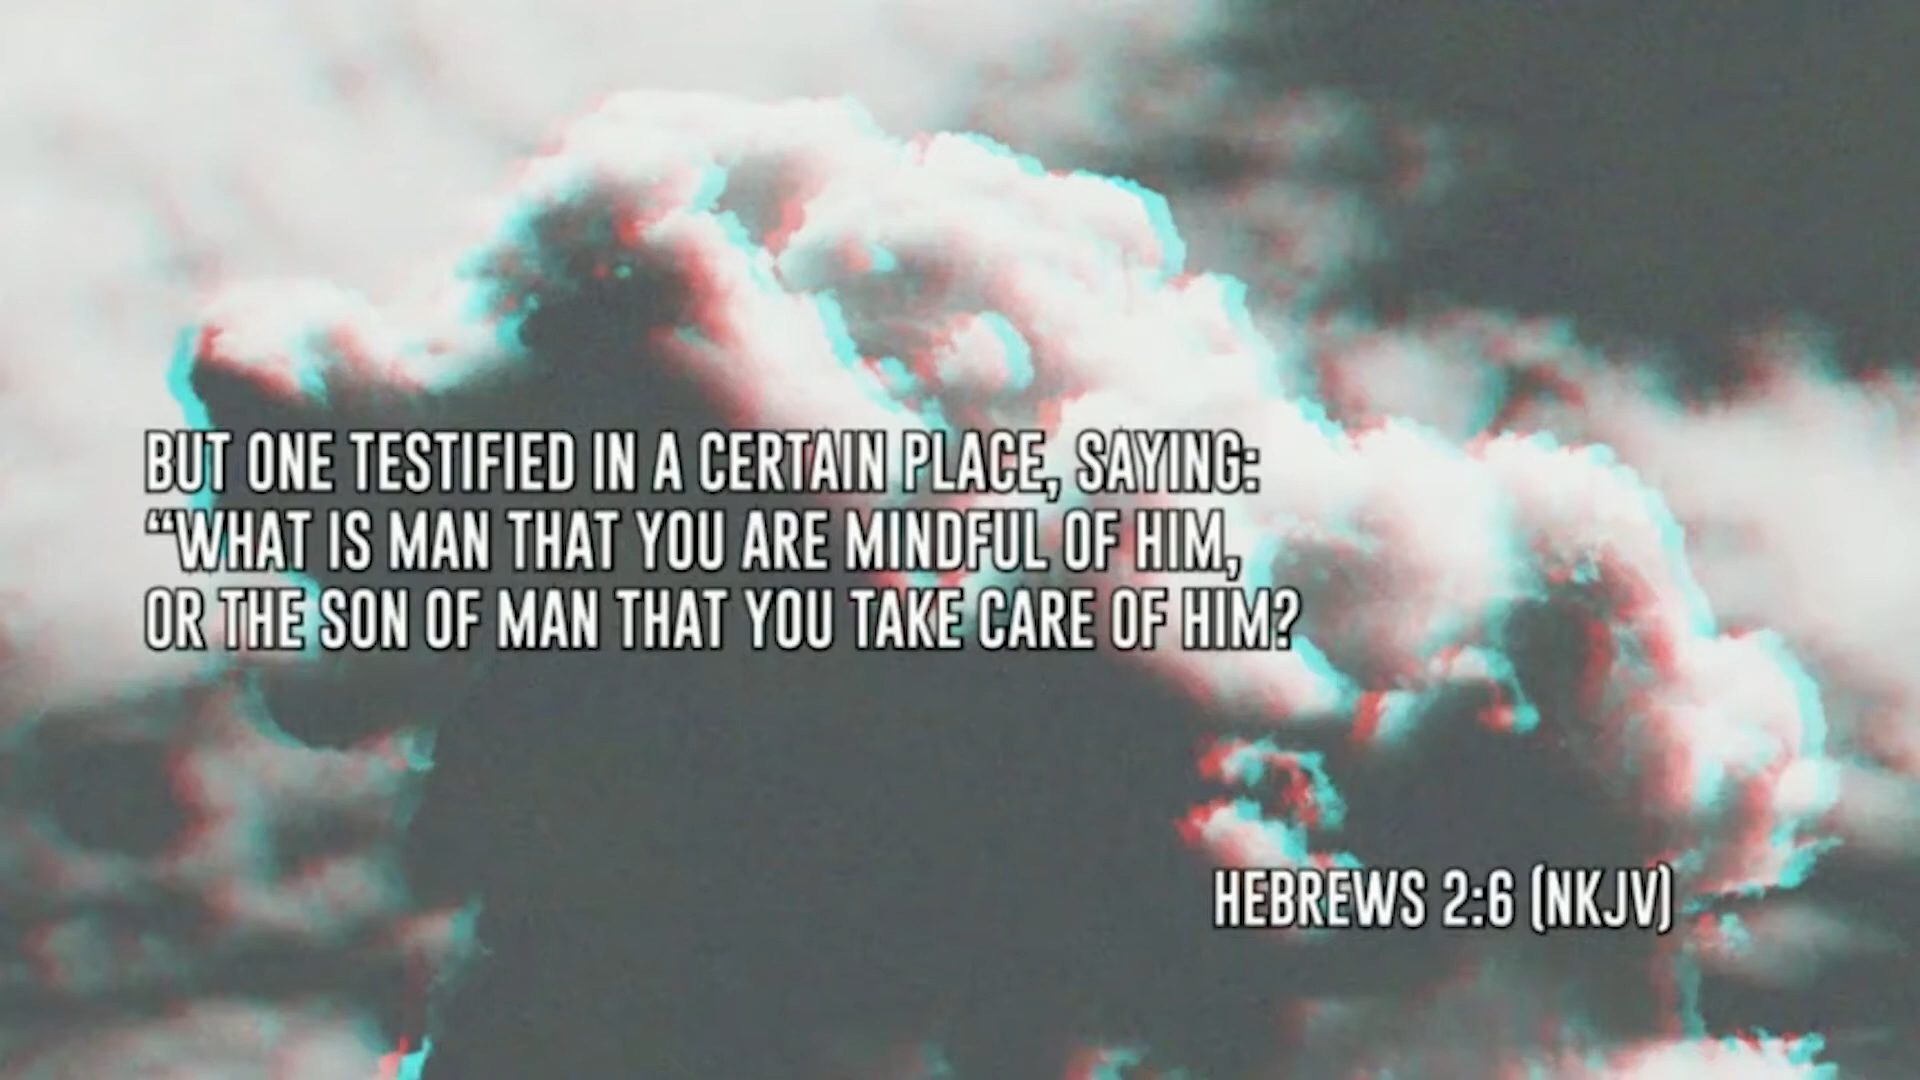 BUT ONE TESTIFIED IN A CERTAIN PLACE, SAYING:
“WHAT IS MAN THAT YOU ARE MINDFUL OF HIM,
OR THE SON OF MAN THAT YOU TAKE CARE OF HIM?
HEBREWS 2:6 (NKJV)